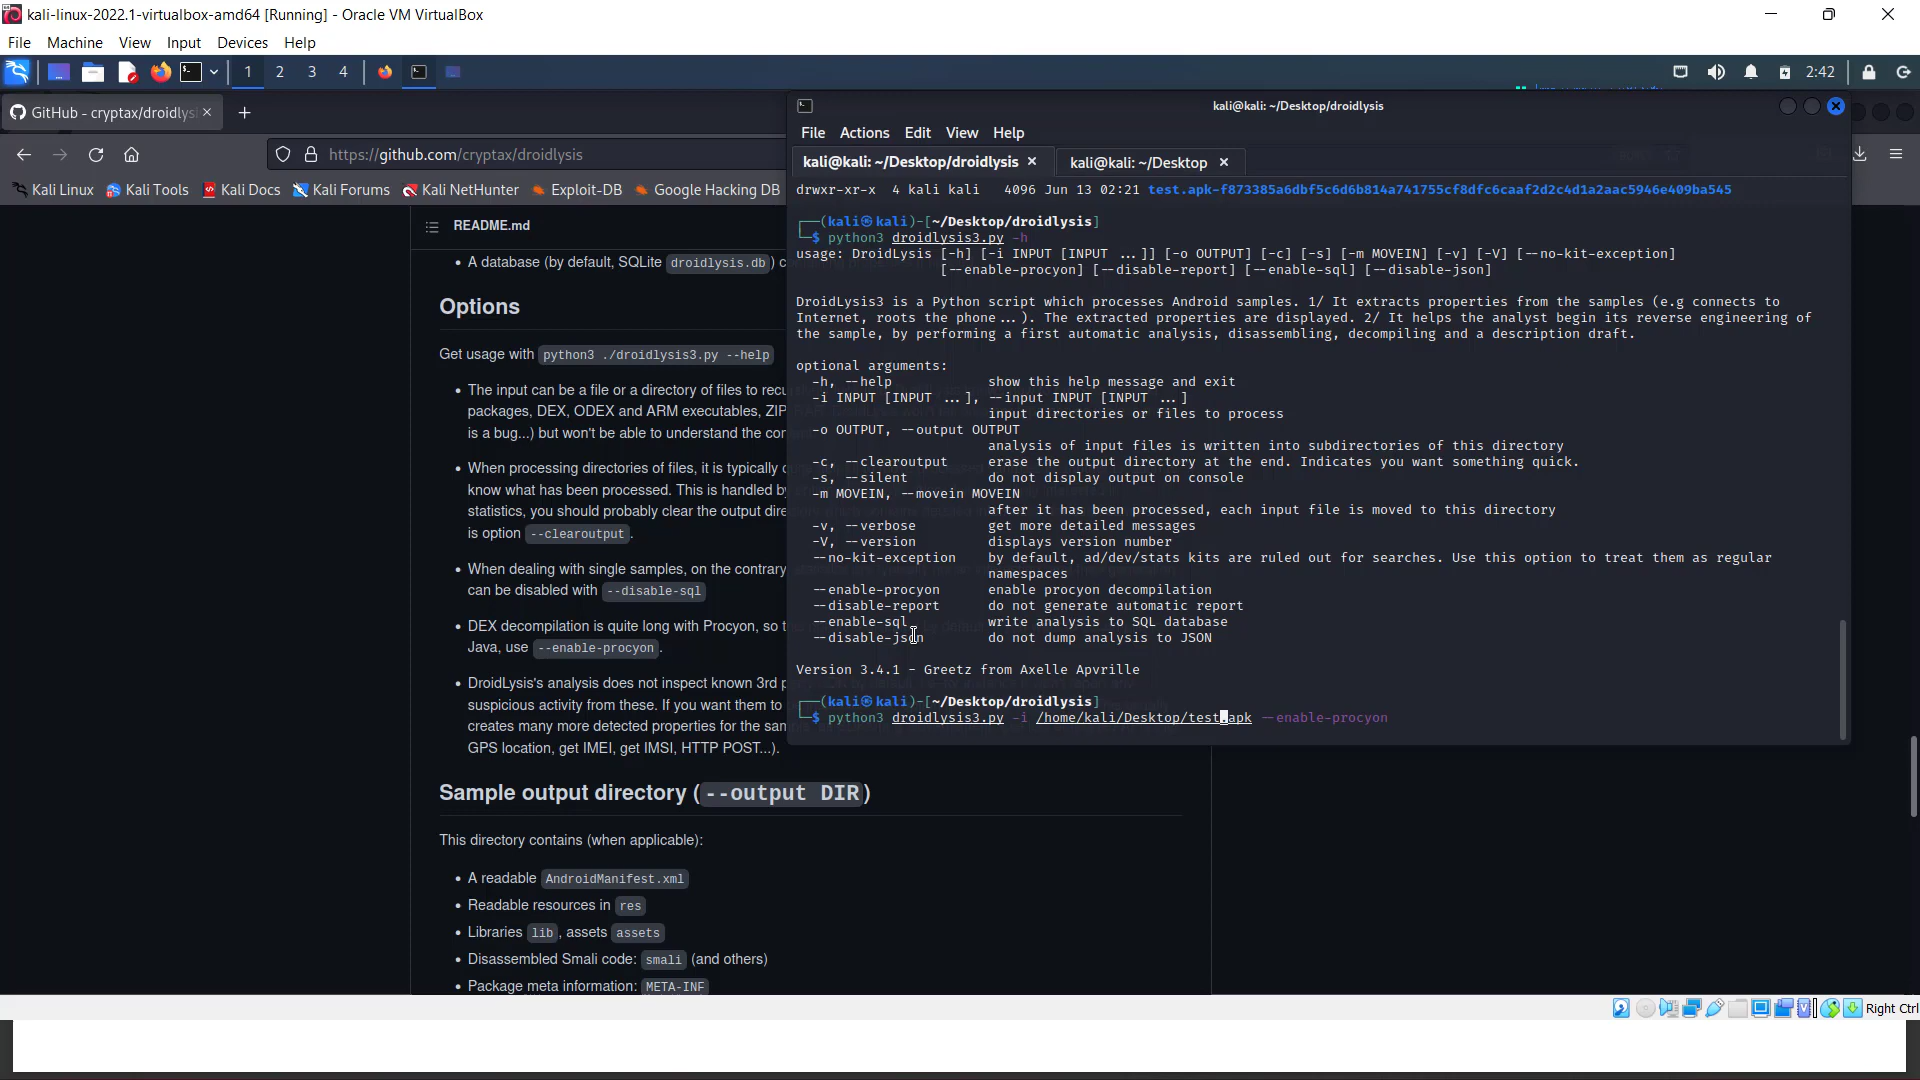 kali-linux-2022.1-virtualbox-amd64 [Running] - Oracle VM VirtualBox
File Machine View Input Devices Help
1 2 3 4 2:42
GitHub - cryptax/droidlysi
https://github.com/cryptax/droidlysis
Kali Linux Kali Tools Kali Docs Kali Forums Kali NetHunter Exploit-DB Google Hacking DB
README.md
• A database (by default, SQLite droidlysis.db) c
Options
Get usage with python3 ./droidlysis3.py --help
• The input can be a file or a directory of files to recu
packages, DEX, ODEX and ARM executables, ZIP
is a bug...) but won't be able to understand the con
• When processing directories of files, it is typically
know what has been processed. This is handled by
statistics, you should probably clear the output dire
is option --clearoutput.
• When dealing with single samples, on the contrary
can be disabled with --disable-sql
• DEX decompilation is quite long with Procyon, so t
Java, use --enable-procyon.
• DroidLysis's analysis does not inspect known 3rd p
suspicious activity from these. If you want them to
creates many more detected properties for the sam
GPS location, get IMEI, get IMSI, HTTP POST...).
Sample output directory (--output DIR)
This directory contains (when applicable):
• A readable AndroidManifest.xml
• Readable resources in res
• Libraries lib, assets assets
• Disassembled Smali code: smali (and others)
• Package meta information: META-INF
kali@kali: ~/Desktop/droidlysis
File Actions Edit View Help
kali@kali: ~/Desktop/droidlysis kali@kali: ~/Desktop
drwxr-xr-x 4 kali kali 4096 Jun 13 02:21 test.apk-f873385a6dbf5c6d6b814a741755cf8dfc6caaf2d2c4d1a2aac5946e409ba545
┌──(kali㉿kali)-[~/Desktop/droidlysis]
└─$ python3 droidlysis3.py -h
usage: DroidLysis [-h] [-i INPUT [INPUT ...]] [-o OUTPUT] [-c] [-s] [-m MOVEIN] [-v] [-V] [--no-kit-exception]
[--enable-procyon] [--disable-report] [--enable-sql] [--disable-json]
DroidLysis3 is a Python script which processes Android samples. 1/ It extracts properties from the samples (e.g connects to
Internet, roots the phone...). The extracted properties are displayed. 2/ It helps the analyst begin its reverse engineering of
the sample, by performing a first automatic analysis, disassembling, decompiling and a description draft.
optional arguments:
-h, --help show this help message and exit
-i INPUT [INPUT ...], --input INPUT [INPUT ...]
input directories or files to process
-o OUTPUT, --output OUTPUT
analysis of input files is written into subdirectories of this directory
-c, --clearoutput erase the output directory at the end. Indicates you want something quick.
-s, --silent do not display output on console
-m MOVEIN, --movein MOVEIN
after it has been processed, each input file is moved to this directory
-v, --verbose get more detailed messages
-V, --version displays version number
--no-kit-exception by default, ad/dev/stats kits are ruled out for searches. Use this option to treat them as regular
namespaces
--enable-procyon enable procyon decompilation
--disable-report do not generate automatic report
--enable-sql write analysis to SQL database
--disable-json do not dump analysis to JSON
Version 3.4.1 - Greetz from Axelle Apvrille
┌──(kali㉿kali)-[~/Desktop/droidlysis]
└─$ python3 droidlysis3.py -i /home/kali/Desktop/test.apk --enable-procyon
Right Ctrl